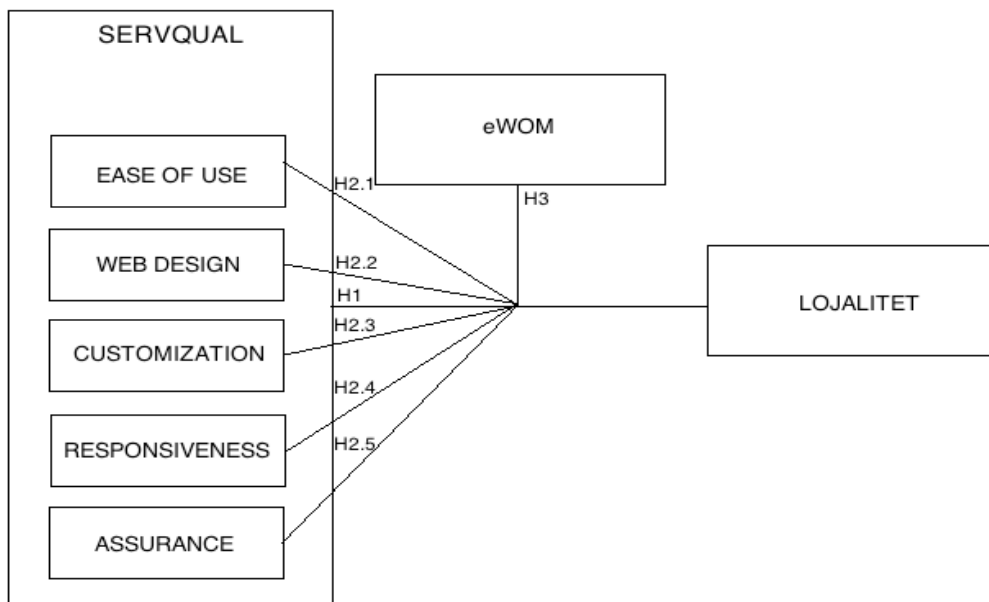 SERVQUAL
eWOM
EASE OF USE
H2.1
H3
WEB DESIGN
H2.2
H1
LOJALITET
H2.3
CUSTOMIZATION
H2.4
RESPONSIVENESS
H2.5
ASSURANCE